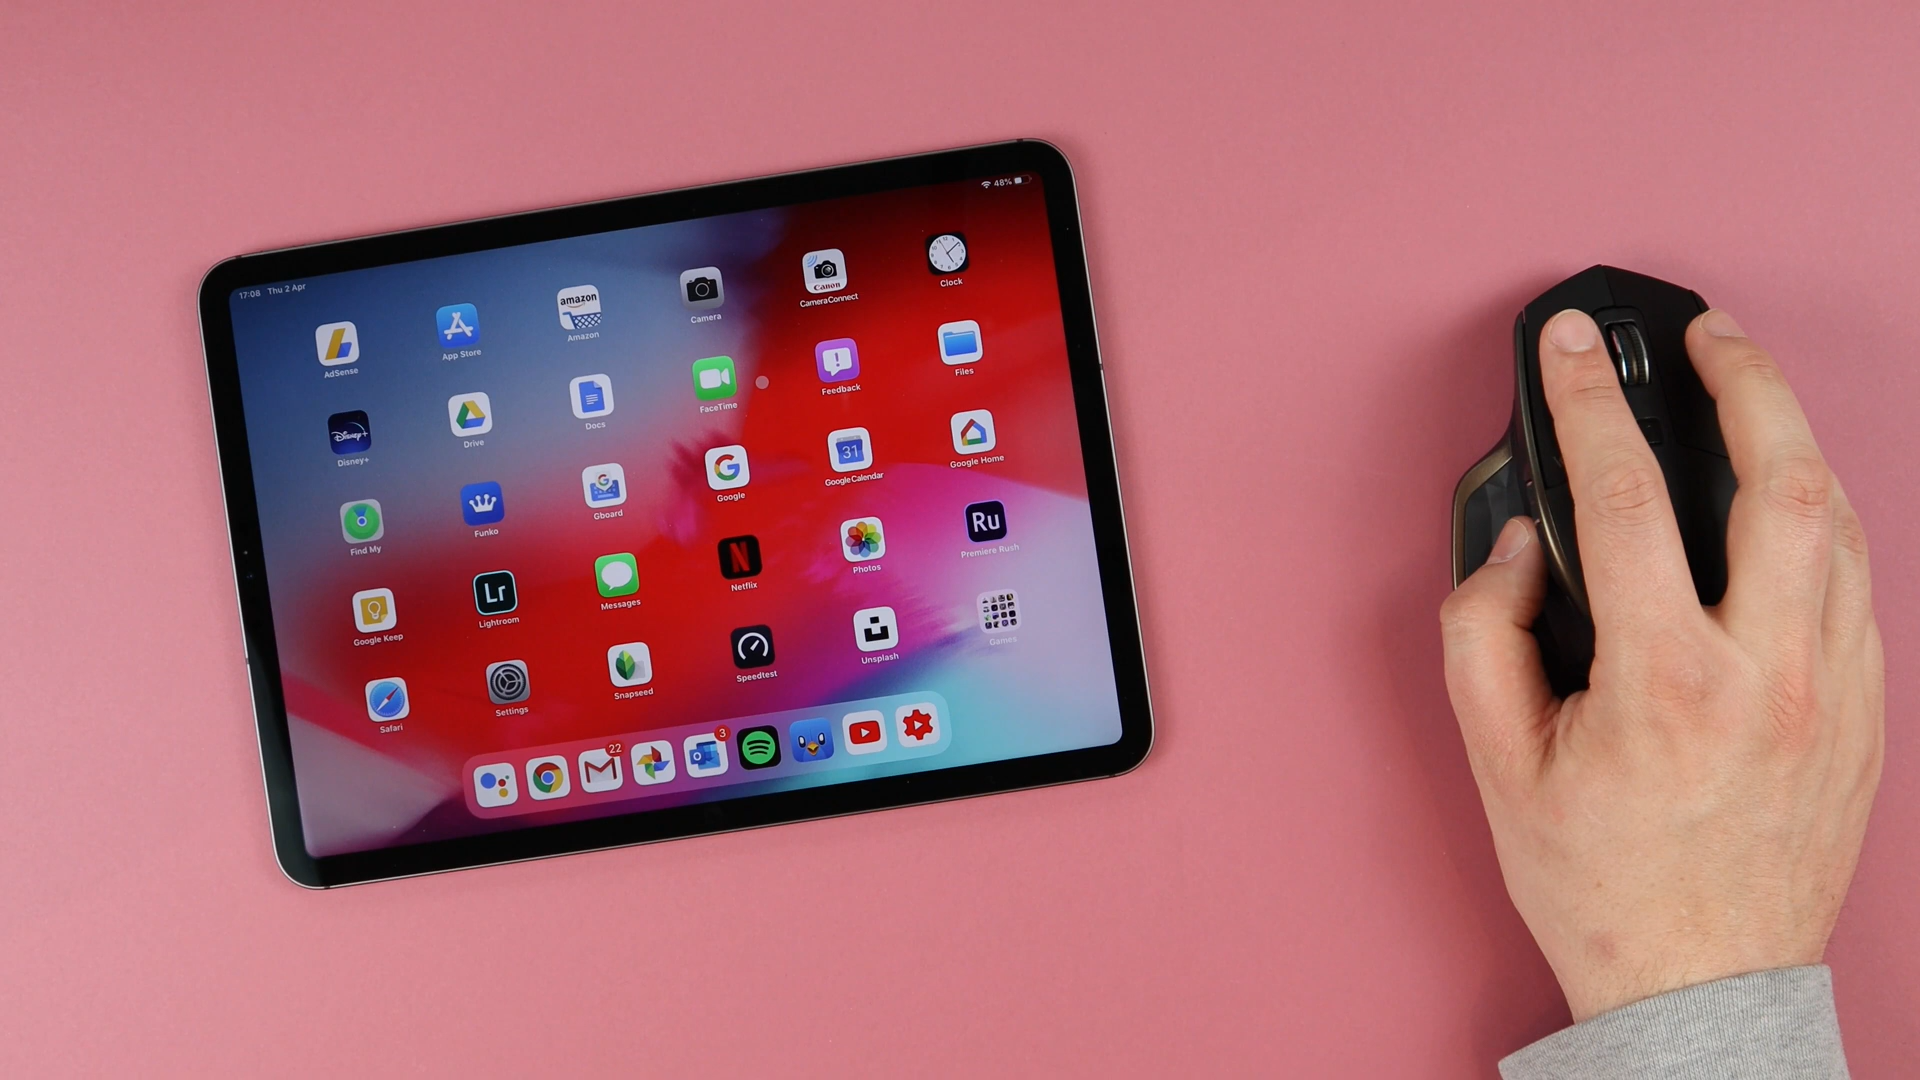 17:08 Thu 2 Apr
48%
AdSense
App Store
amazon
Amazon
Camera
Canon
CameraConnect
Clock
Disney+
Disney+
Drive
Docs
FaceTime
Feedback
Files
Find My
Funko
G
Gboard
G
Google
31
Google Calendar
Google Home
Google Keep
Lr
Lightroom
Messages
N
Netflix
Photos
Ru
Premiere Rush
Safari
Settings
Snapseed
Speedtest
Unsplash
Games
22
3